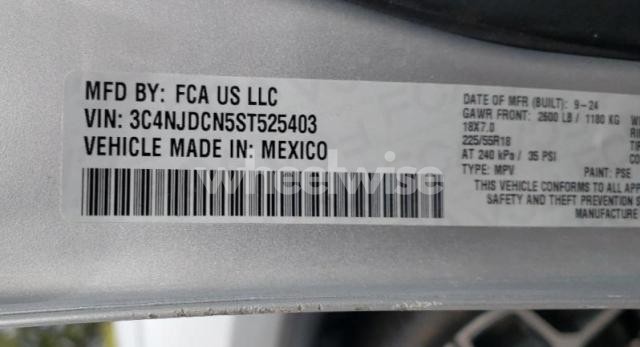 MFD BY: FCA US LLC
VIN: 3C4NJDCN5ST525403
VEHICLE MADE IN: MEXICO
DATE OF MFR (BUILT): 9-24
GAWR FRONT: 2600 LB / 1180 KG
18X7.0
225/55R18
AT 240 kPa / 35 PSI
TYPE: MPV
PAINT: PSE
THIS VEHICLE CONFORMS TO ALL
SAFETY AND THEFT PREVENTION
MANUFACTURE
wheelwise